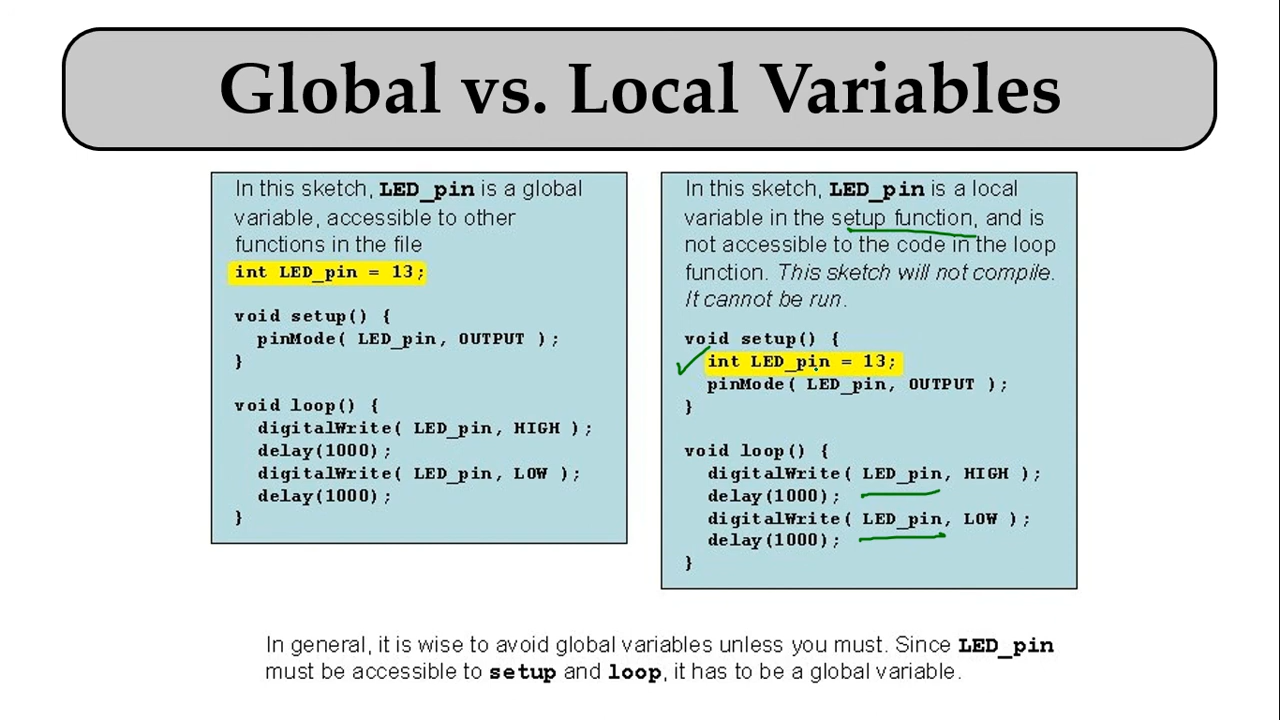 Global vs. Local Variables
In this sketch, LED_pin is a global
variable, accessible to other
functions in the file
int LED_pin = 13;
void setup() {
pinMode( LED_pin, OUTPUT );
}
void loop() {
digitalWrite( LED_pin, HIGH );
delay(1000);
digitalWrite( LED_pin, LOW );
delay(1000);
}
In this sketch, LED_pin is a local
variable in the setup function, and is
not accessible to the code in the loop
function. This sketch will not compile.
It cannot be run.
void setup() {
int LED_pin = 13;
pinMode( LED_pin, OUTPUT );
}
void loop() {
digitalWrite( LED_pin, HIGH );
delay(1000);
digitalWrite( LED_pin, LOW );
delay(1000);
}
In general, it is wise to avoid global variables unless you must. Since LED_pin
must be accessible to setup and loop, it has to be a global variable.